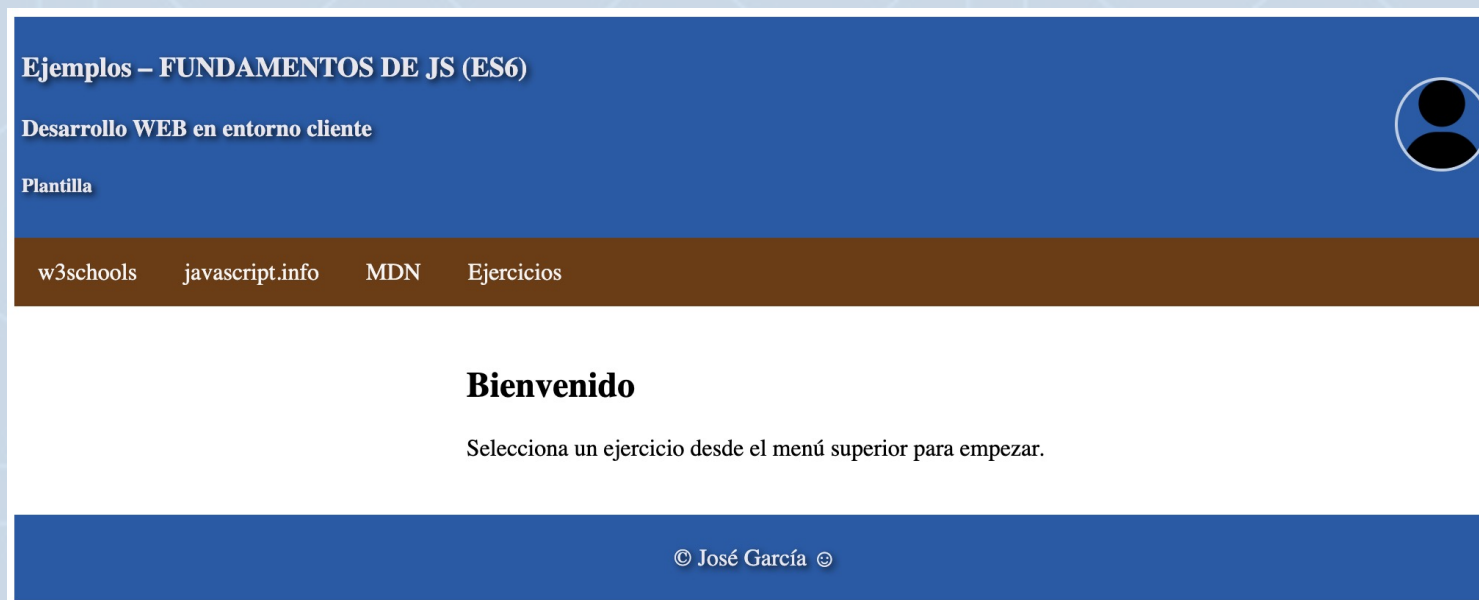 Ejemplos – FUNDAMENTOS DE JS (ES6)
Desarrollo WEB en entorno cliente
Plantilla
w3schools javascript.info MDN Ejercicios
Bienvenido
Selecciona un ejercicio desde el menú superior para empezar.
© José García ☺